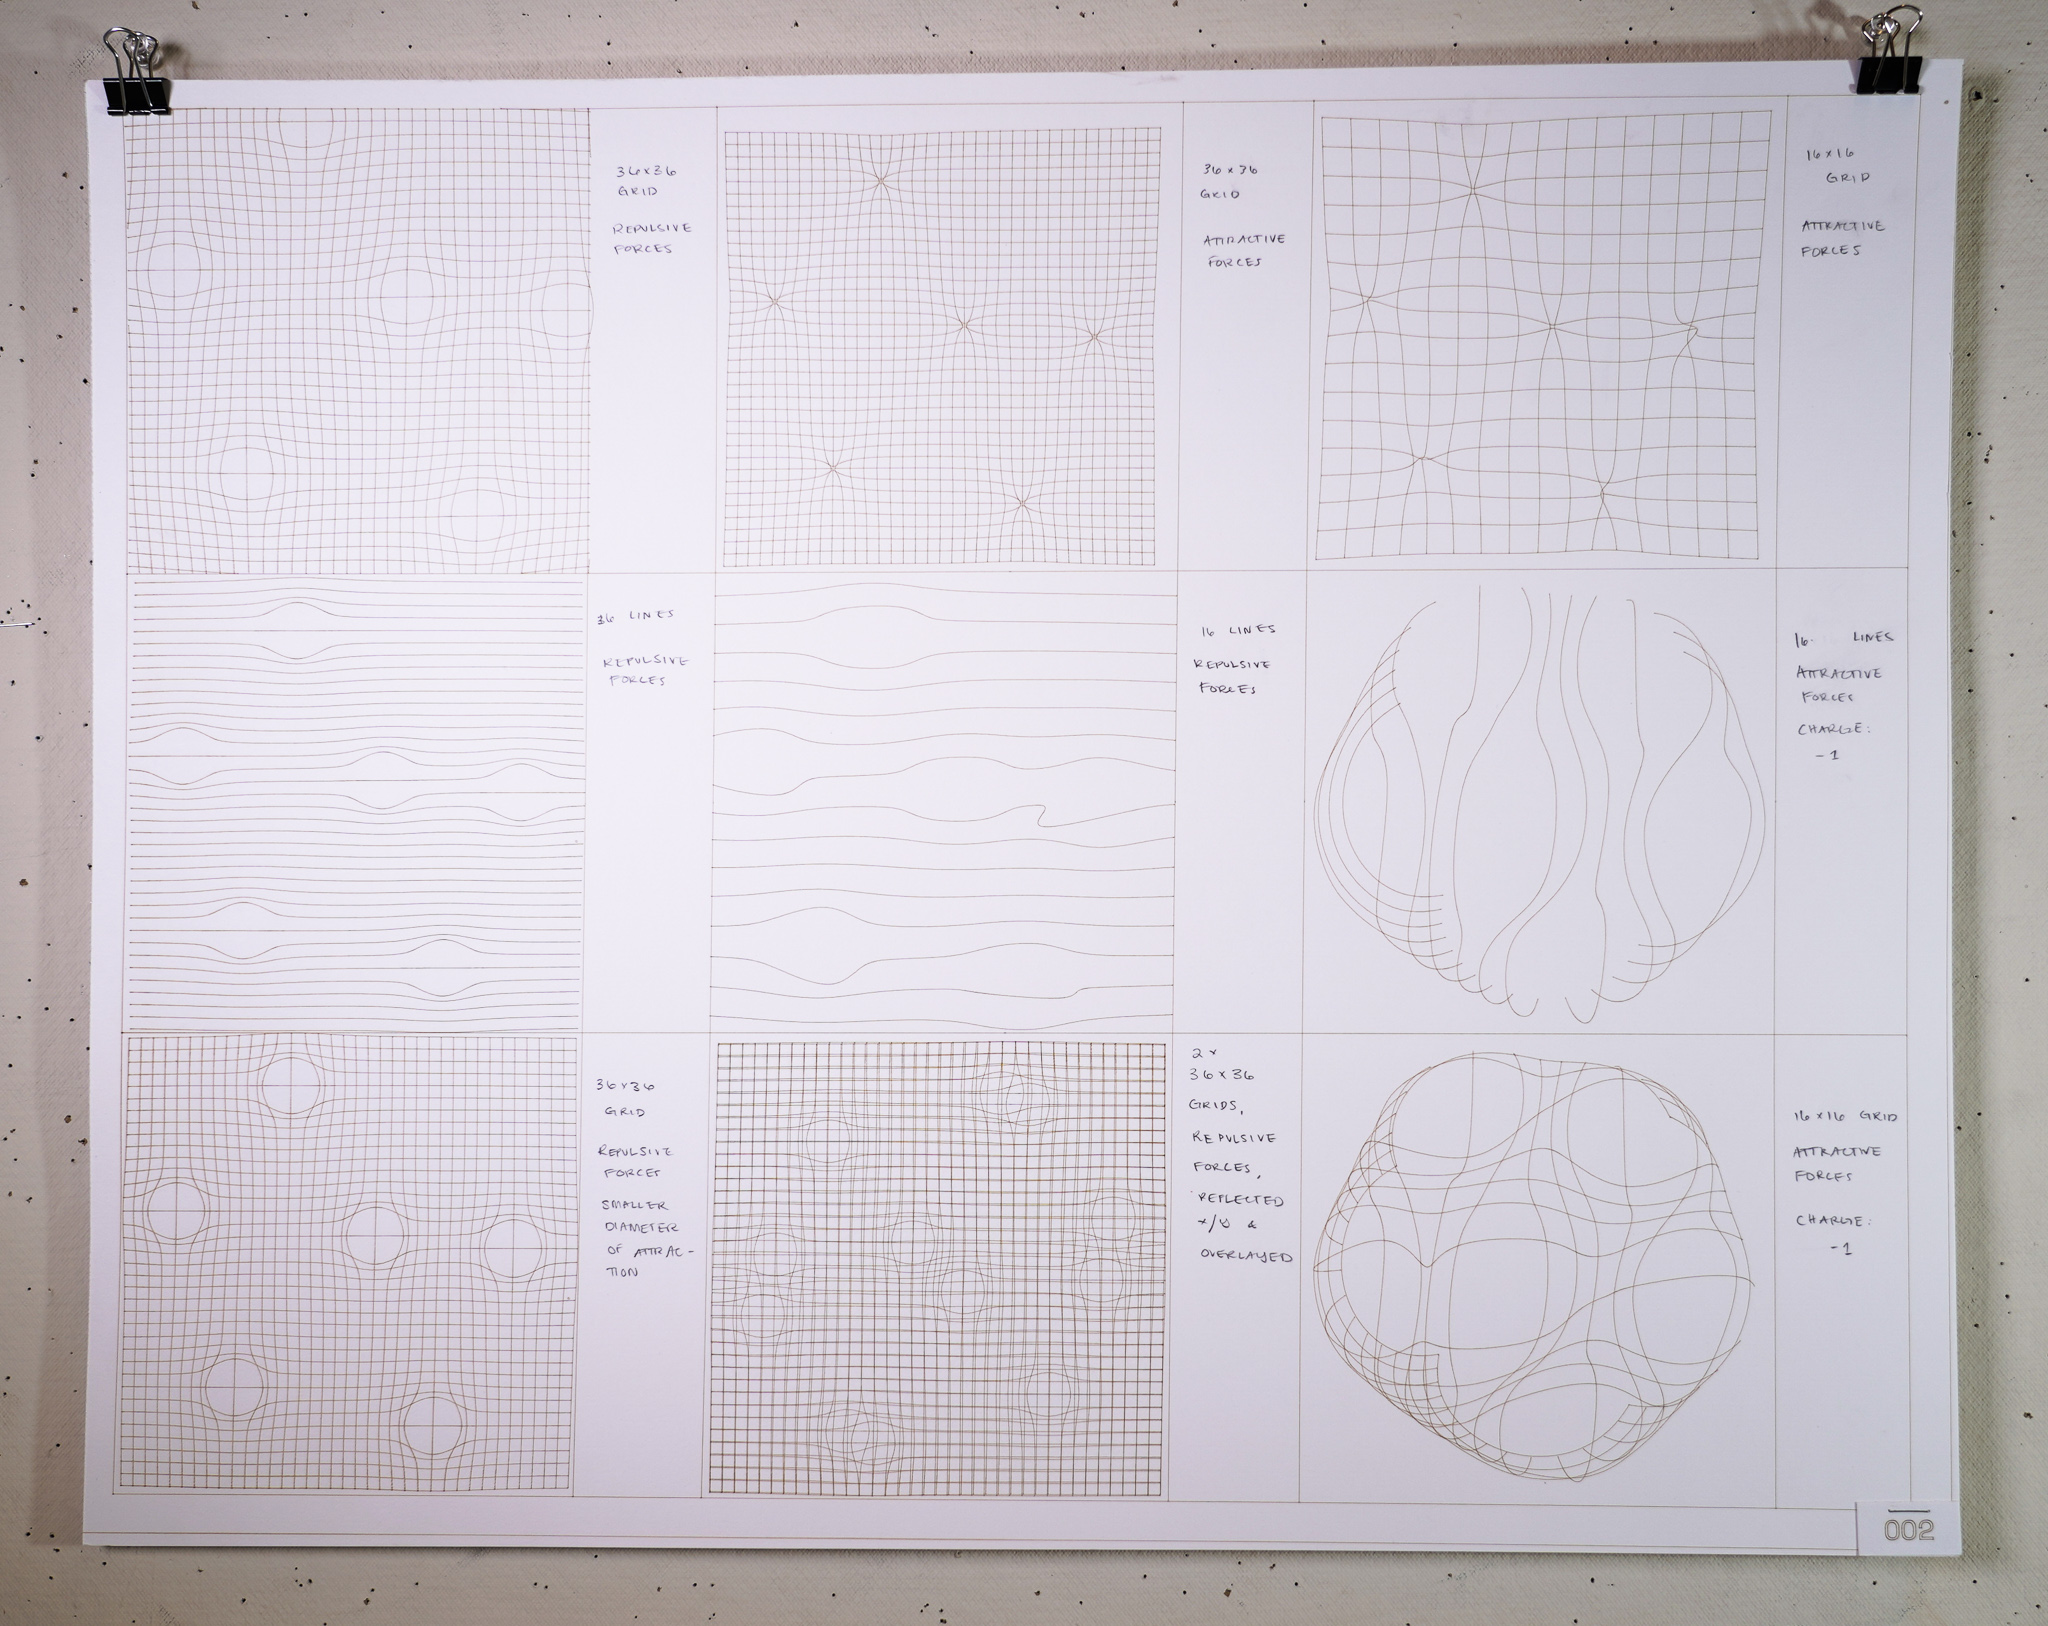 36x36
GRID
REPULSIVE
FORCES
36x36
GRID
ATTRACTIVE
FORCES
16x16
GRID
ATTRACTIVE
FORCES
36 LINES
REPULSIVE
FORCES
16 LINES
REPULSIVE
FORCES
16 LINES
ATTRACTIVE
FORCES
CHARGE:
-1
36x36
GRID
REPULSIVE
FORCES
SMALLER
DIAMETER
OF ATTRAC-
TION
2x
36x36
GRIDS,
REPULSIVE
FORCES,
REFLECTED
x/y &
OVERLAYED
16x16 GRID
ATTRACTIVE
FORCES
CHARGE:
-1
002